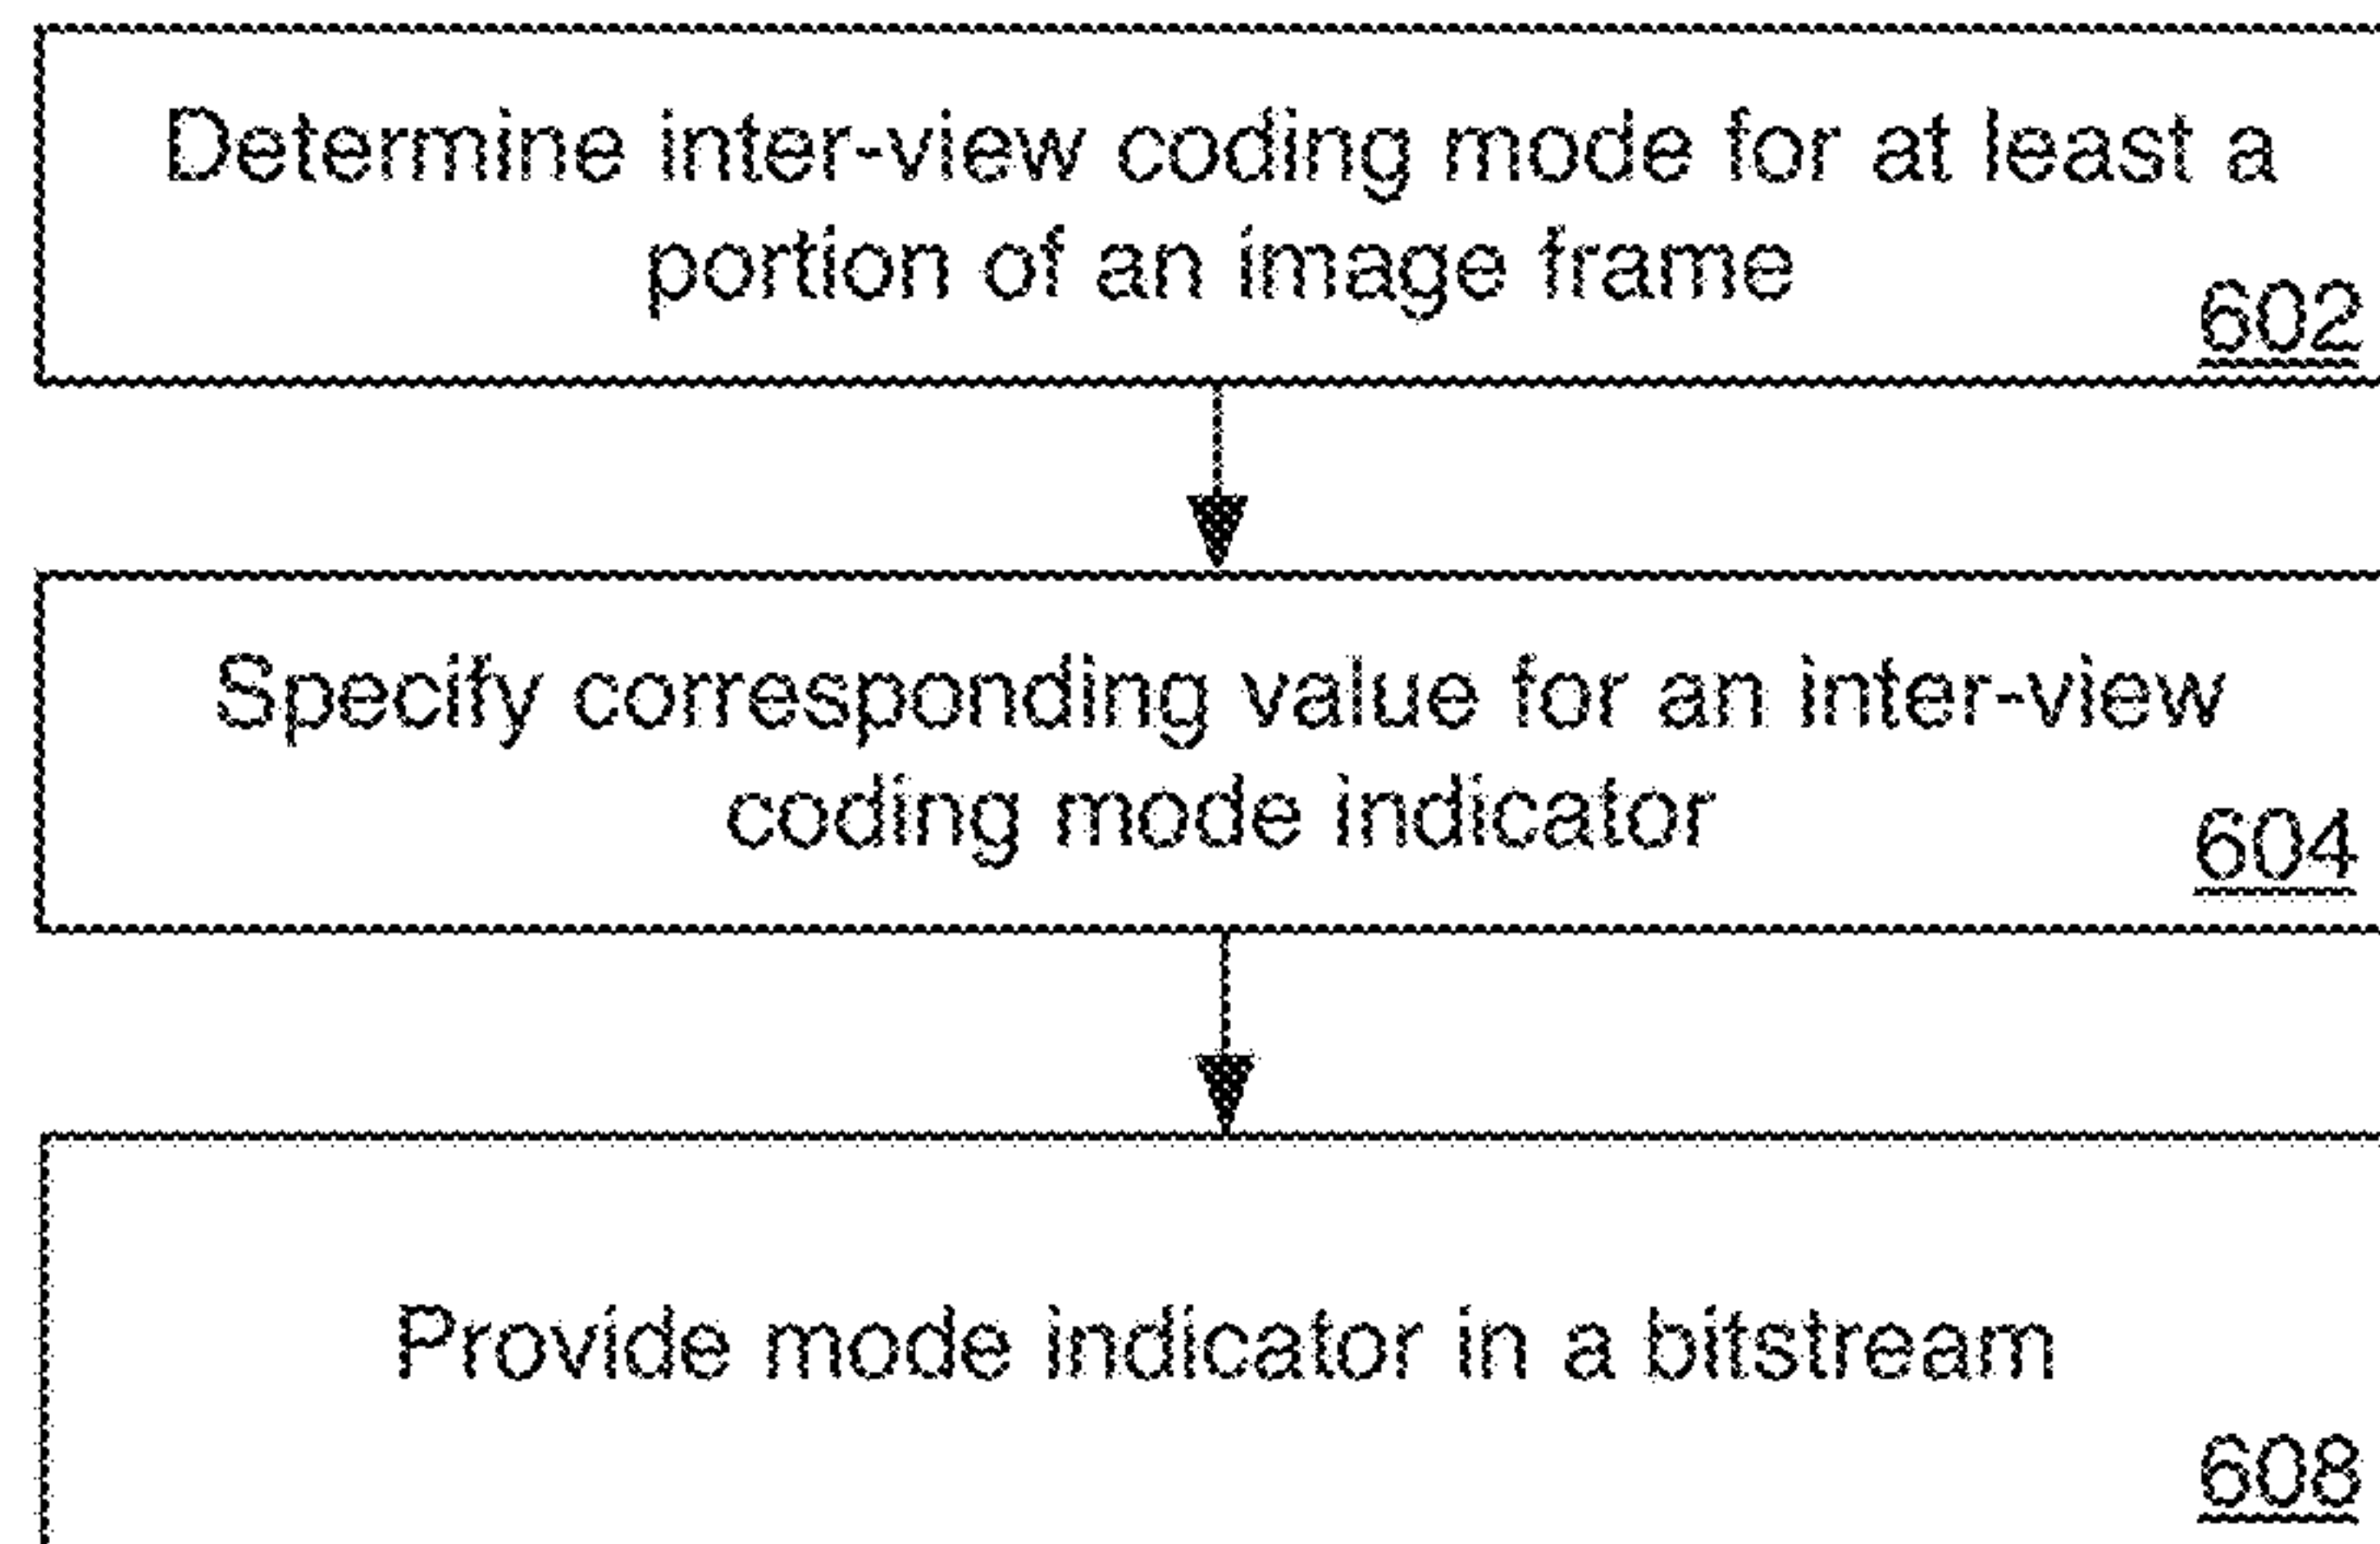 Determine inter-view coding mode for at least a
portion of an image frame
602
Specify corresponding value for an inter-view
coding mode indicator
604
Provide mode indicator in a bitstream
608